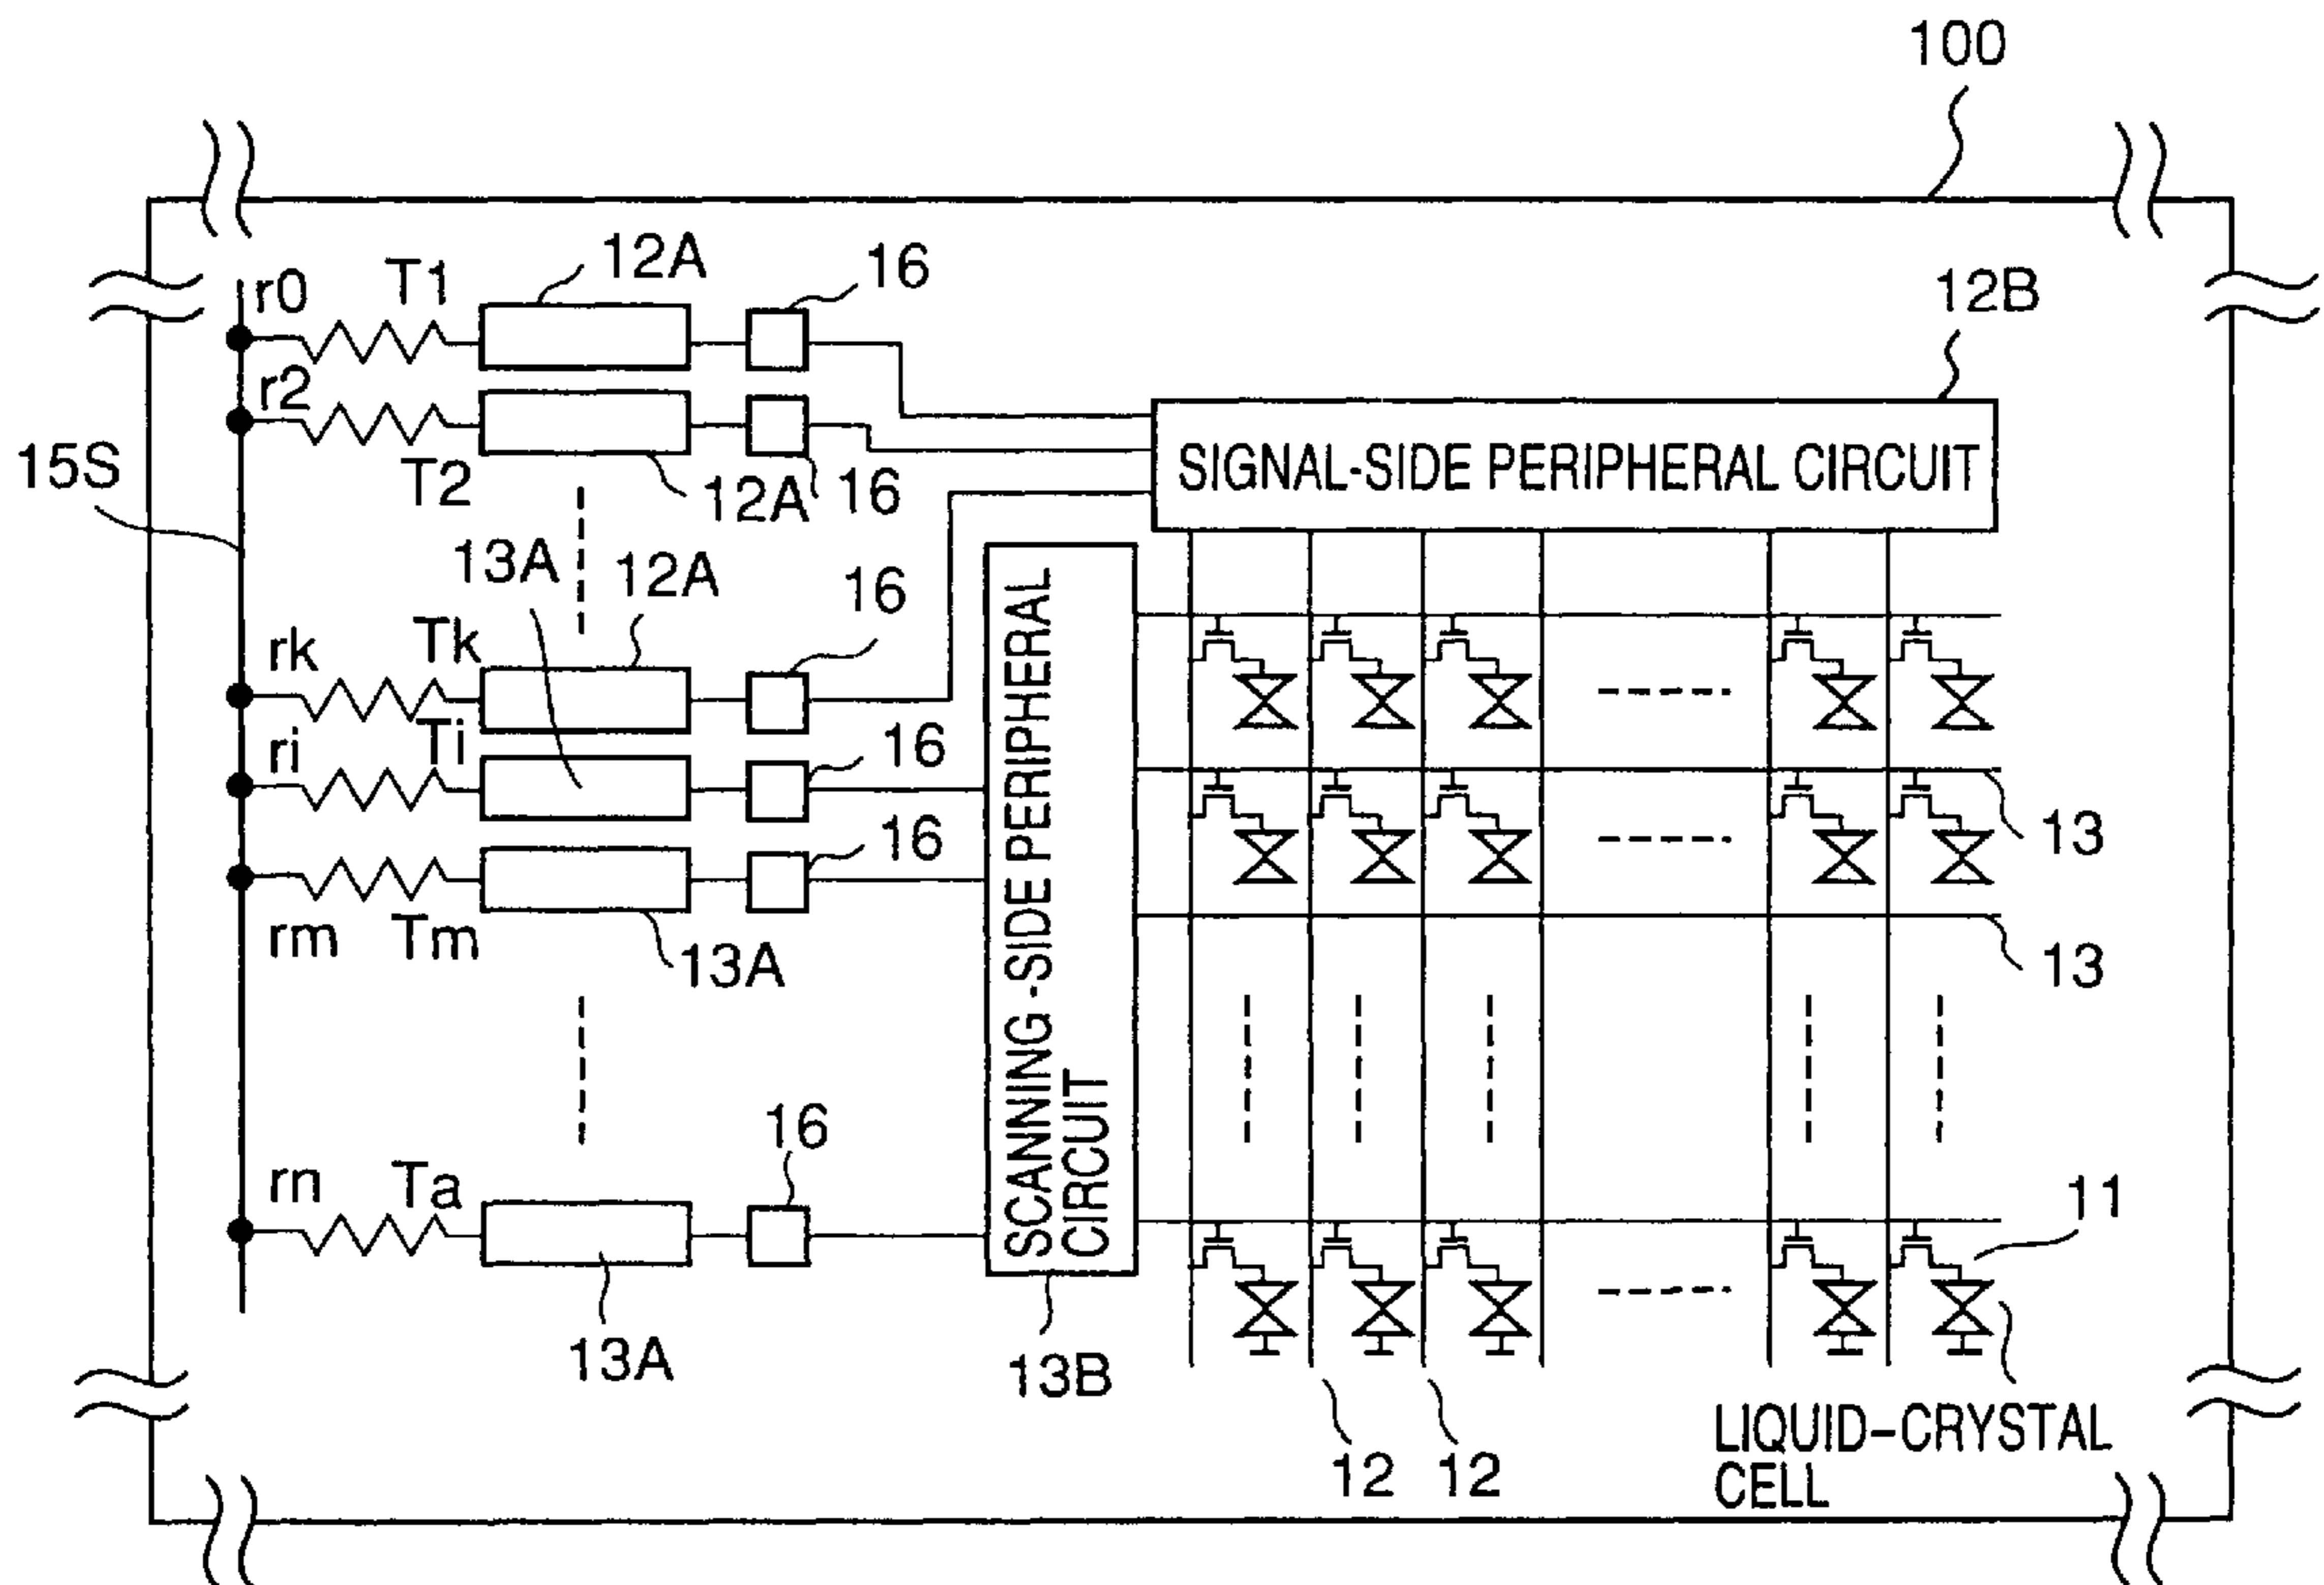 100
r0
T1
12A
16
12B
r2
T2
12A
16
15S
SIGNAL-SIDE PERIPHERAL CIRCUIT
13A
12A
16
rk
Tk
ri
Ti
16
16
rm
Tm
13A
13
13
SCANNING-SIDE PERIPHERAL
CIRCUIT
rn
Ta
16
11
13A
13B
12
12
LIQUID-CRYSTAL
CELL